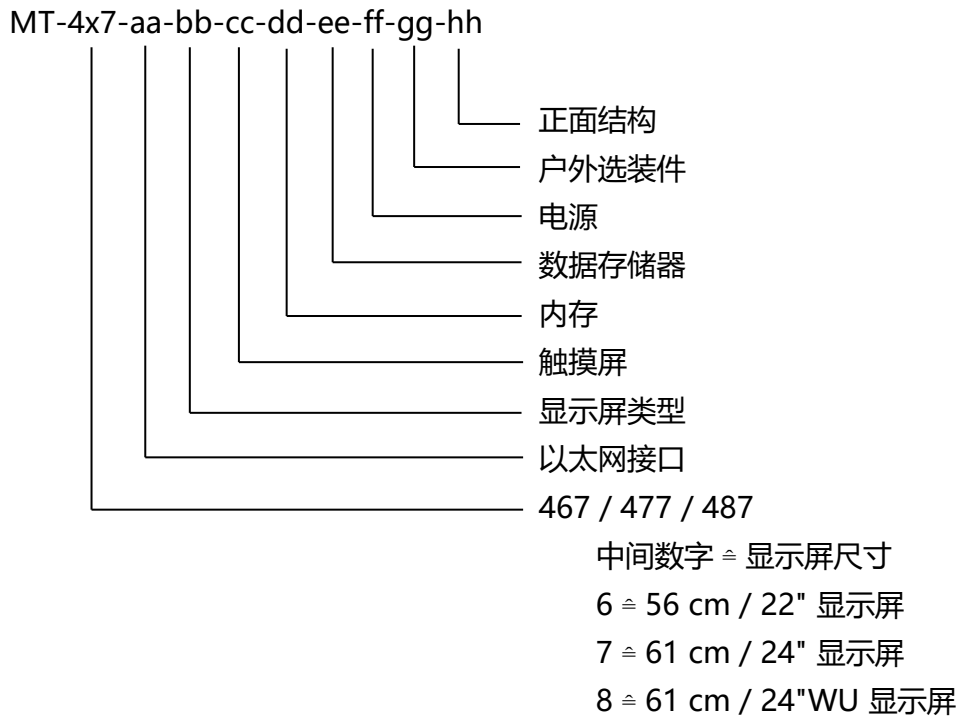 MT-4x7-aa-bb-cc-dd-ee-ff-gg-hh
正面结构
户外选装件
电源
数据存储器
内存
触摸屏
显示屏类型
以太网接口
467 / 477 / 487
中间数字 ≙ 显示屏尺寸
6 ≙ 56 cm / 22" 显示屏
7 ≙ 61 cm / 24" 显示屏
8 ≙ 61 cm / 24"WU 显示屏